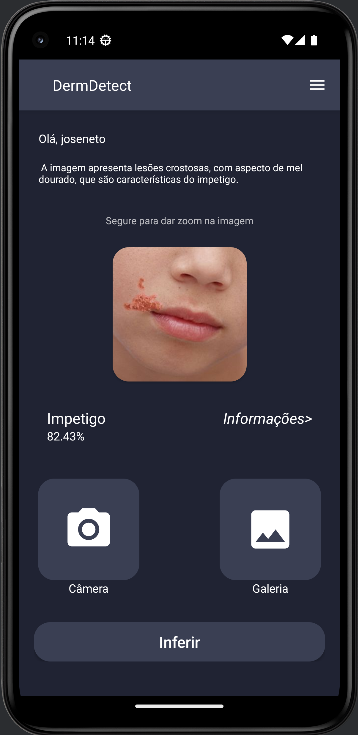 11:14
DermDetect
Olá, joseneto
A imagem apresenta lesões crostosas, com aspecto de mel
dourado, que são características do impetigo.
Segure para dar zoom na imagem
Impetigo
Informações>
82.43%
Câmera
Galeria
Inferir